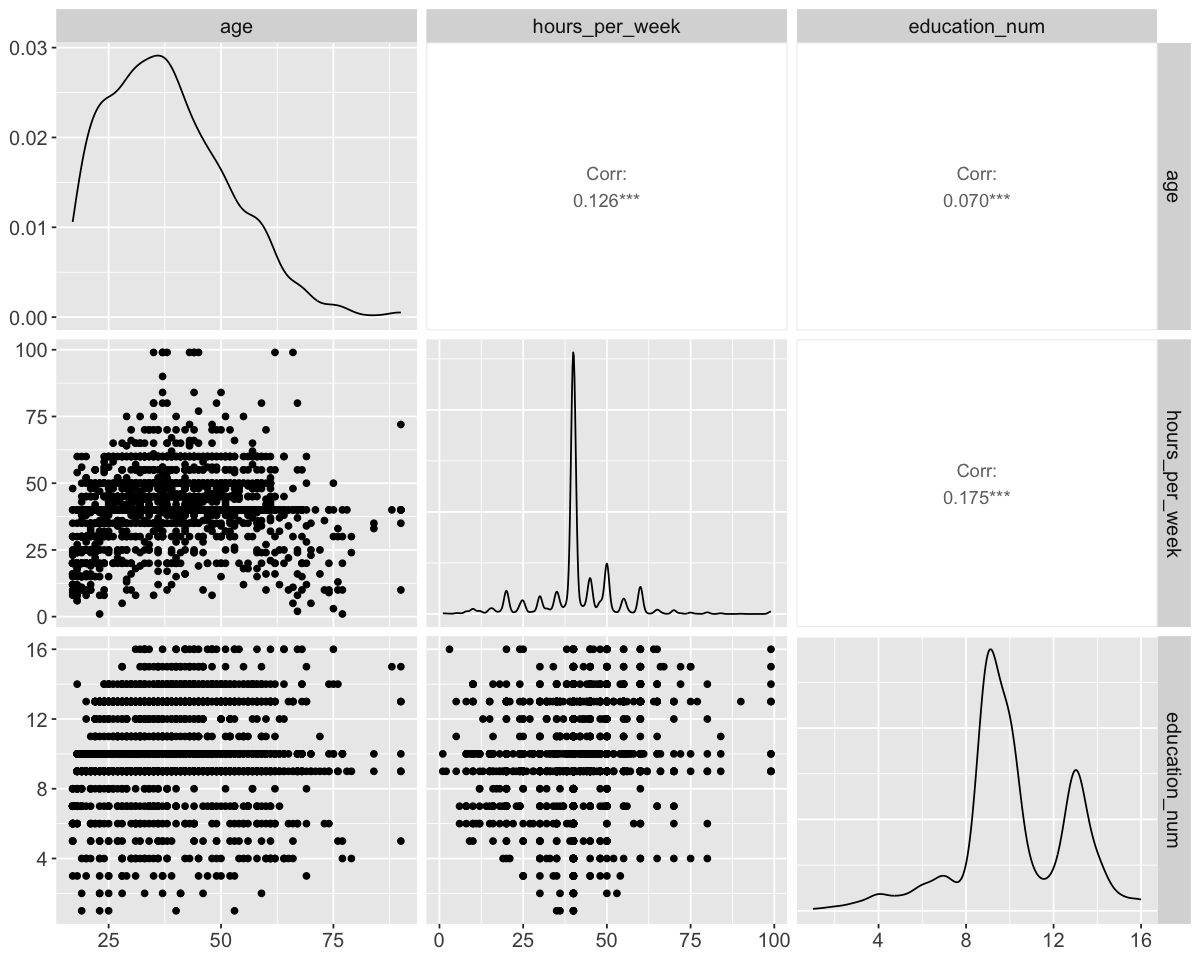 age
hours_per_week
education_num
0.03
0.02
0.01
0.00
Corr:
0.126***
Corr:
0.070***
age
100
75
50
25
0
Corr:
0.175***
hours_per_week
16
12
8
4
education_num
25 50 75
0 25 50 75 100
4 8 12 16